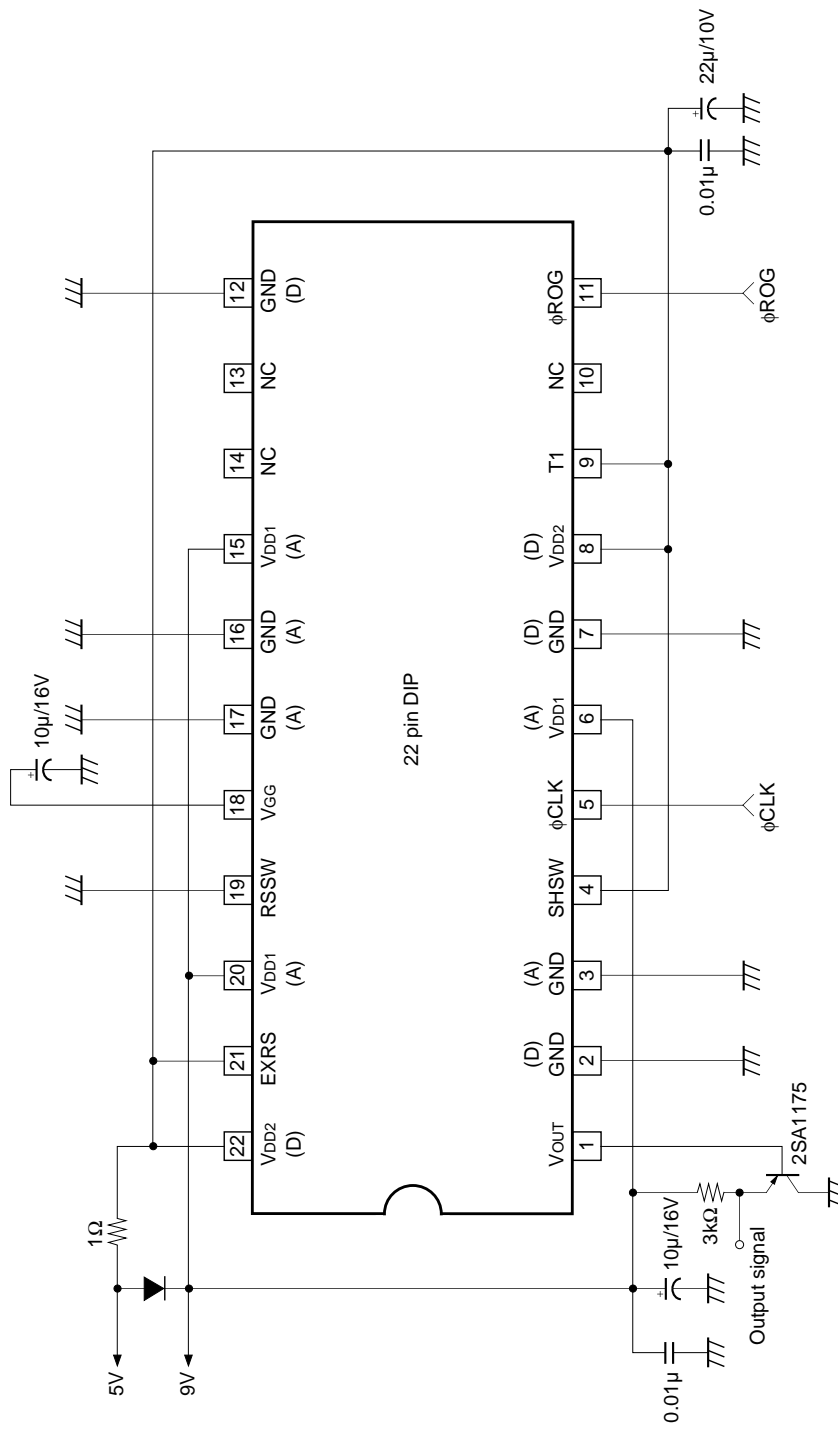 10µ/16V
1Ω
5V
9V
22 21 20 19 18 17 16 15 14 13 12
VDD2 EXRS VDD1 RSSW VGG GND GND VDD1 NC NC GND
(D) (A) (A) (A) (A) (D)
22 pin DIP
(D) (A) (A) (D) (D)
VOUT GND GND SHSW ϕCLK VDD1 GND VDD2 T1 NC ϕROG
1 2 3 4 5 6 7 8 9 10 11
0.01µ
10µ/16V
3kΩ
0.01µ
22µ/10V
Output signal
ϕCLK
ϕROG
2SA1175